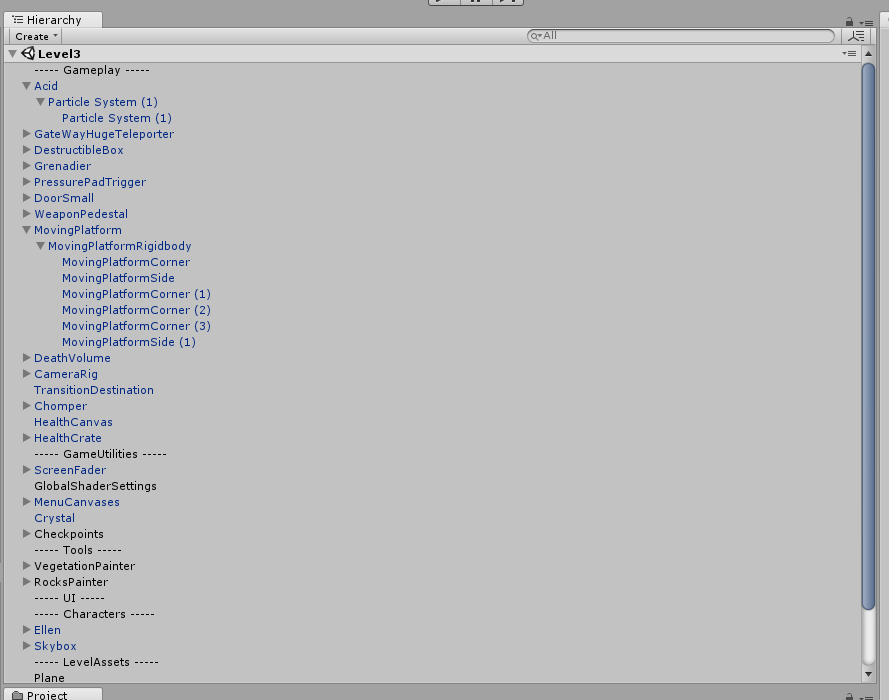 Hierarchy
Create
All
Level3
----- Gameplay -----
Acid
Particle System (1)
Particle System (1)
GateWayHugeTeleporter
DestructibleBox
Grenadier
PressurePadTrigger
DoorSmall
WeaponPedestal
MovingPlatform
MovingPlatformRigidbody
MovingPlatformCorner
MovingPlatformSide
MovingPlatformCorner (1)
MovingPlatformCorner (2)
MovingPlatformCorner (3)
MovingPlatformSide (1)
DeathVolume
CameraRig
TransitionDestination
Chomper
HealthCanvas
HealthCrate
----- GameUtilities -----
ScreenFader
GlobalShaderSettings
MenuCanvases
Crystal
Checkpoints
----- Tools -----
VegetationPainter
RocksPainter
----- UI -----
----- Characters -----
Ellen
Skybox
----- LevelAssets -----
Plane
Project